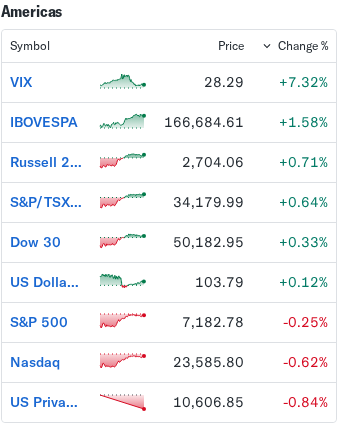 Americas
Symbol Price Change %
VIX 28.29 +7.32%
IBOVESPA 166,684.61 +1.58%
Russell 2... 2,704.06 +0.71%
S&P/TSX... 34,179.99 +0.64%
Dow 30 50,182.95 +0.33%
US Dolla... 103.79 +0.12%
S&P 500 7,182.78 -0.25%
Nasdaq 23,585.80 -0.62%
US Priva... 10,606.85 -0.84%